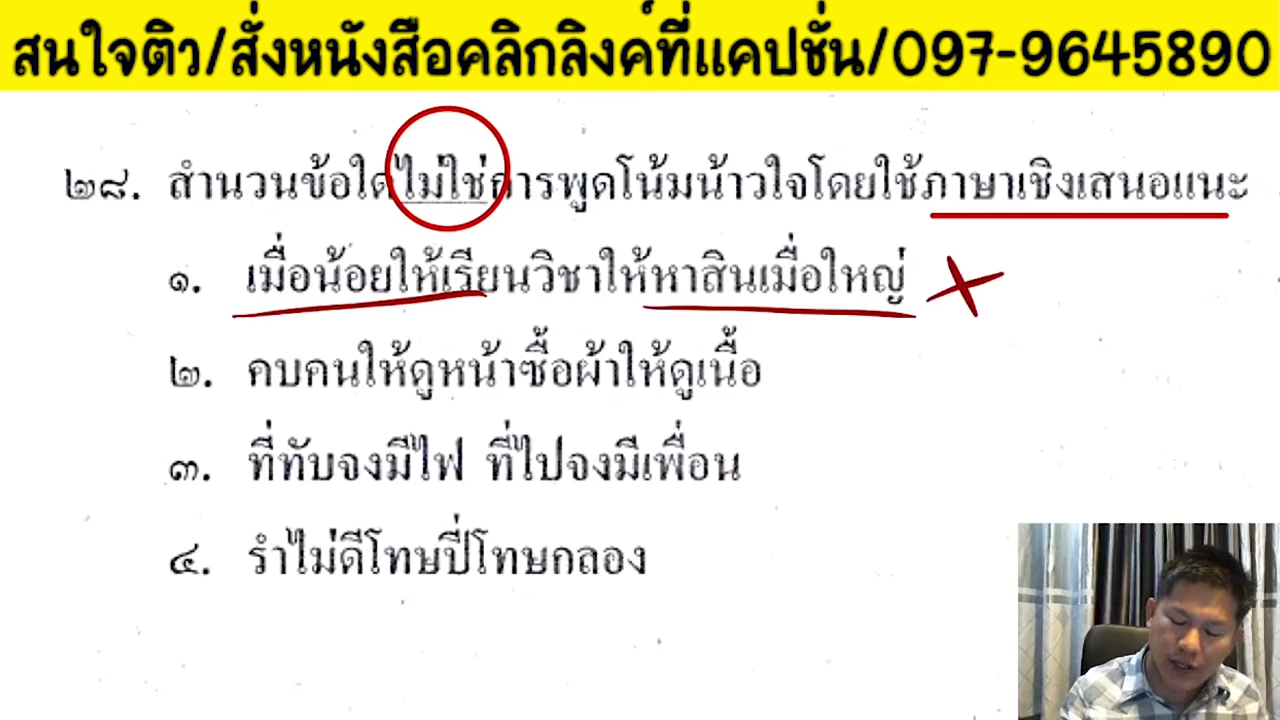 สนใจติว/สั่งหนังสือคลิกลิงค์ที่แคปชั่น/097-9645890
๒๘. สำนวนข้อใดไม่ใช่การพูดโน้มน้าวใจโดยใช้ภาษาเชิงเสนอแนะ
๑. เมื่อน้อยให้เรียนวิชาให้หาสินเมื่อใหญ่
๒. คบคนให้ดูหน้าซื้อผ้าให้ดูเนื้อ
๓. ที่ทับจงมีไฟ ที่ไปจงมีเพื่อน
๔. รำไม่ดีโทษปี่โทษกลอง